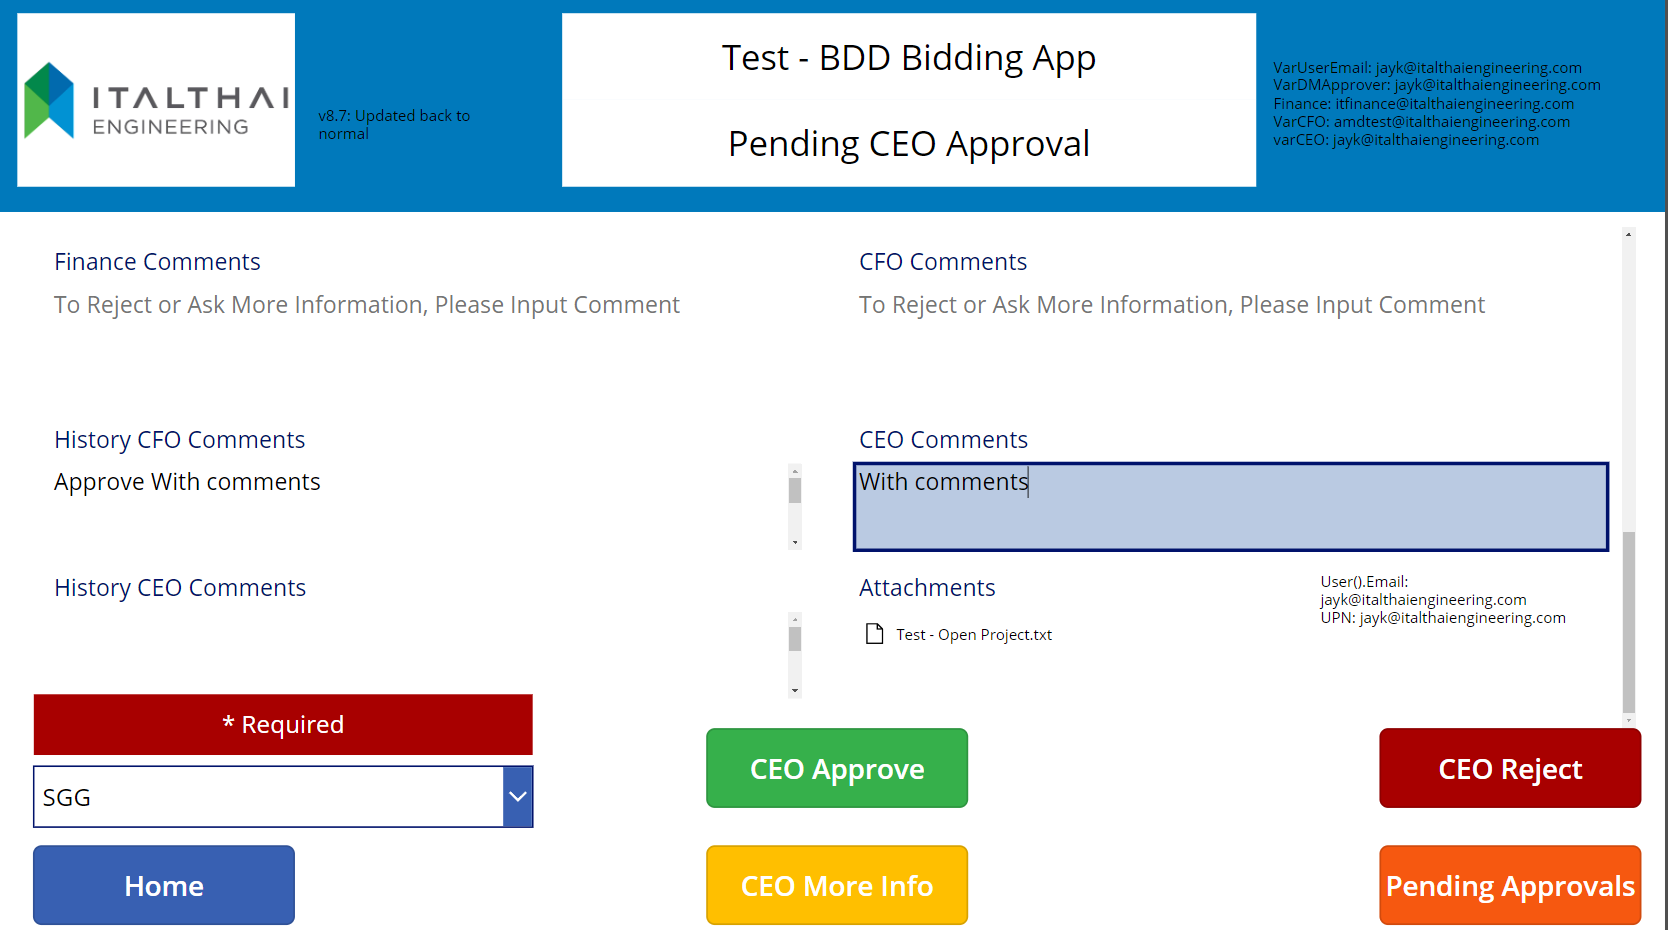 ITALTHAI
ENGINEERING
v8.7: Updated back to
normal
Test - BDD Bidding App
Pending CEO Approval
VarUserEmail: jayk@italthaiengineering.com
VarDMApprover: jayk@italthaiengineering.com
Finance: itfinance@italthaiengineering.com
VarCFO: amdtest@italthaiengineering.com
varCEO: jayk@italthaiengineering.com
Finance Comments
To Reject or Ask More Information, Please Input Comment
CFO Comments
To Reject or Ask More Information, Please Input Comment
History CFO Comments
Approve With comments
CEO Comments
With comments
History CEO Comments
Attachments
Test - Open Project.txt
User().Email:
jayk@italthaiengineering.com
UPN: jayk@italthaiengineering.com
* Required
SGG
CEO Approve
CEO Reject
Home
CEO More Info
Pending Approvals